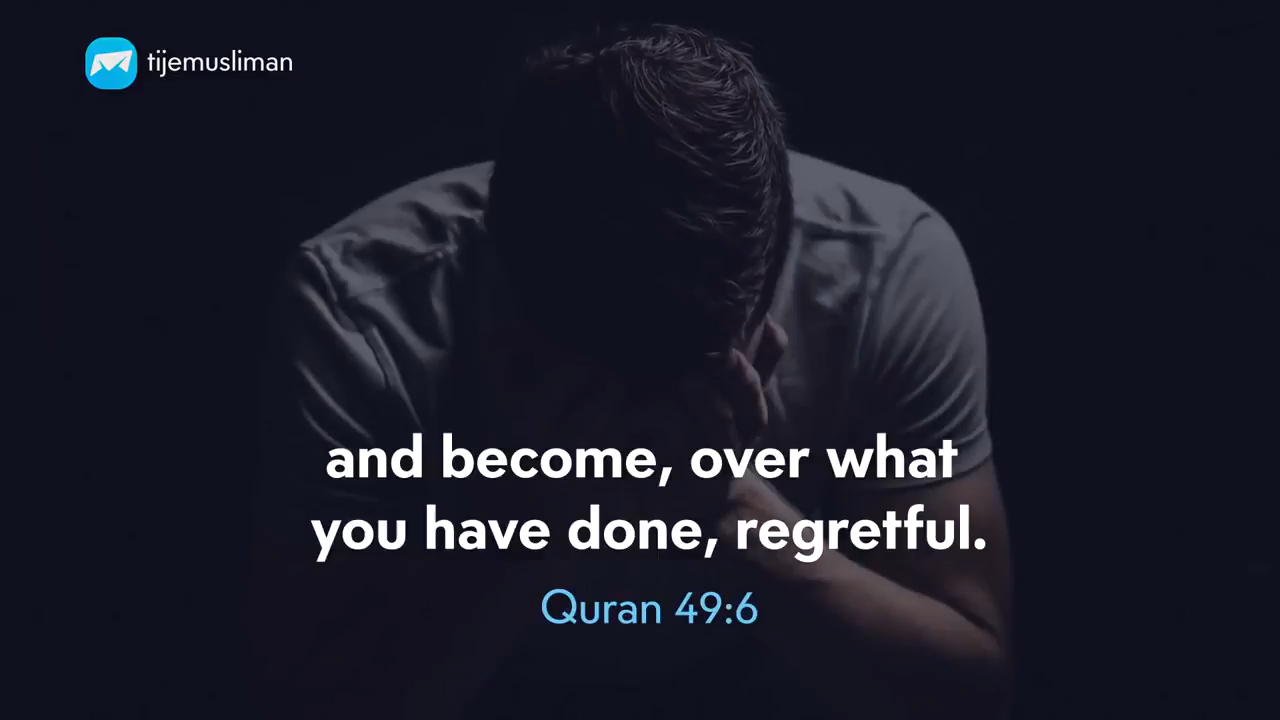 tijemusliman
and become, over what
you have done, regretful.
Quran 49:6